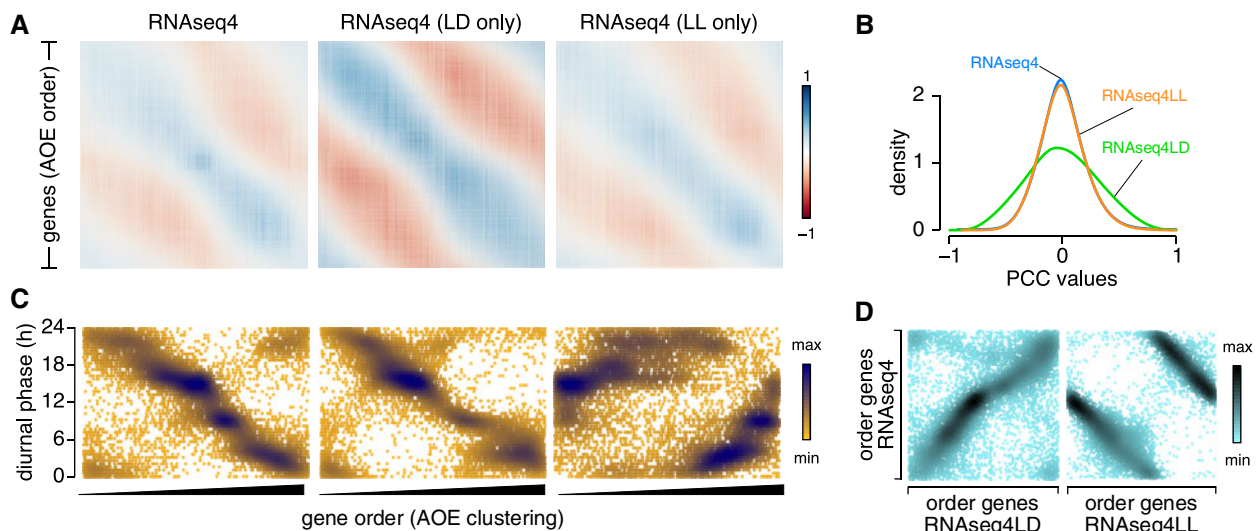 A
RNAseq4
RNAseq4 (LD only)
RNAseq4 (LL only)
genes (AOE order)
1
−1
B
RNAseq4
RNAseq4LL
RNAseq4LD
density
2
1
0
−1
0
1
PCC values
C
diurnal phase (h)
24
18
12
6
0
max
min
gene order (AOE clustering)
D
order genes
RNAseq4
max
min
order genes
RNAseq4LD
order genes
RNAseq4LL